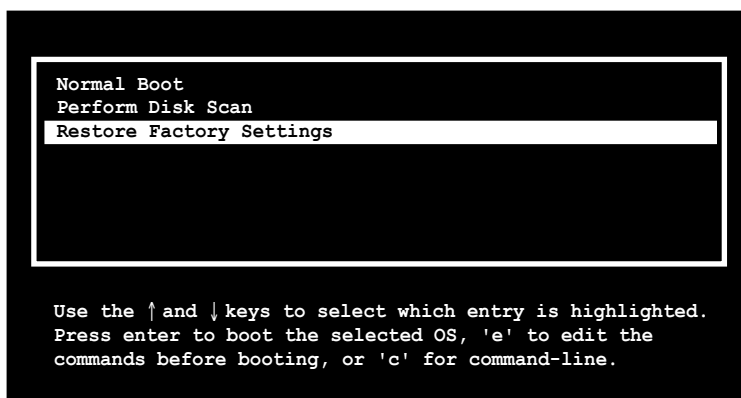 Normal Boot
Perform Disk Scan
Restore Factory Settings
Use the ↑ and ↓ keys to select which entry is highlighted.
Press enter to boot the selected OS, 'e' to edit the
commands before booting, or 'c' for command-line.